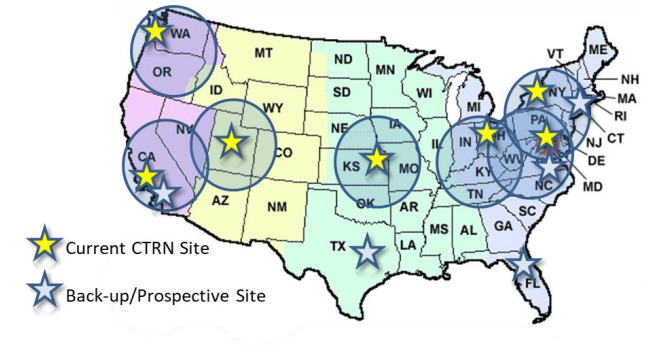 WA
MT
ND
MN
VT
ME
NH
OR
ID
SD
WI
MI
NY
MA
RI
WY
NE
IA
PA
CT
NV
IL
IN
OH
NJ
CA
CO
KS
MO
WV
DE
KY
MD
AZ
NM
OK
AR
TN
NC
SC
TX
LA
MS
AL
GA
FL
Current CTRN Site
Back-up/Prospective Site